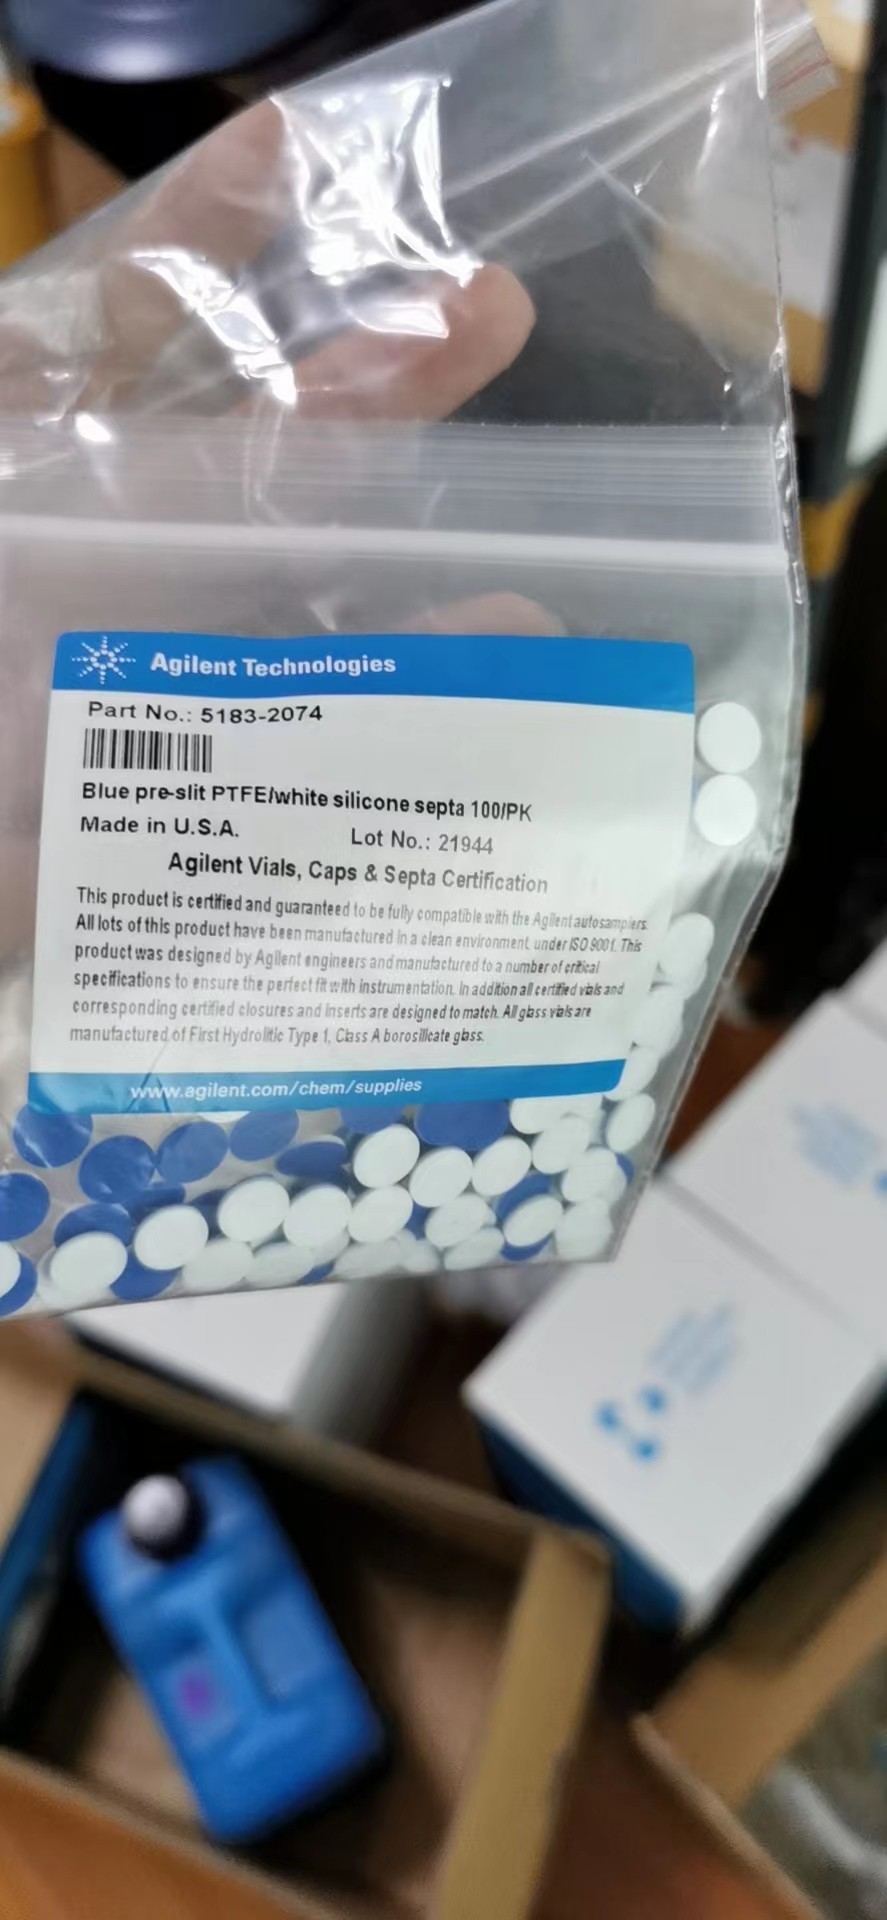 Agilent Technologies
Part No.: 5183-2074
Blue pre-slit PTFE/white silicone septa 100/PK
Made in U.S.A.
Lot No.: 21944
Agilent Vials, Caps & Septa Certification
This product is certified and guaranteed to be fully compatible with the Agilent autosamplers.
All lots of this product have been manufactured in a clean environment under ISO 9001. This
product was designed by Agilent engineers and manufactured to a number of critical
specifications to ensure the perfect fit with instrumentation. In addition all certified vials and
corresponding certified closures and inserts are designed to match. All glass vials are
manufactured of First Hydrolitic Type 1, Class A borosilicate glass.
www.agilent.com/chem/supplies